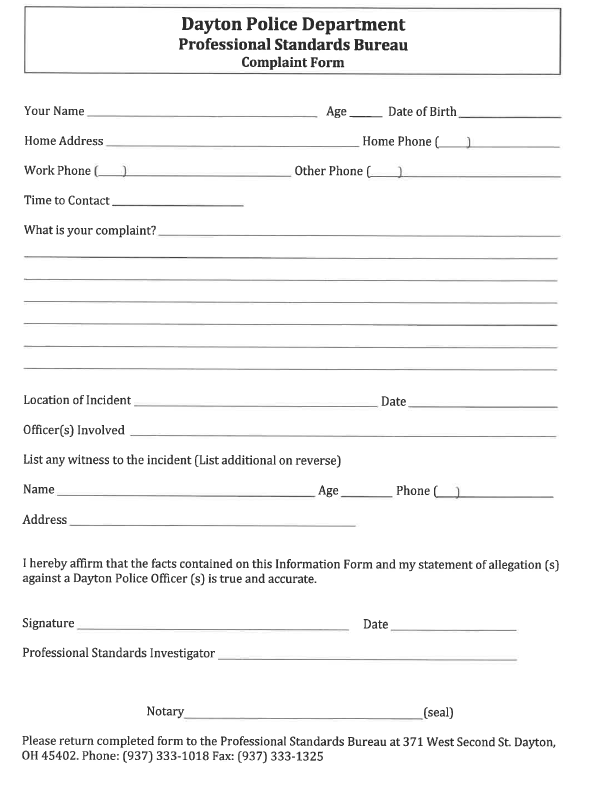 Dayton Police Department
Professional Standards Bureau
Complaint Form
Your Name Age Date of Birth
Home Address Home Phone ( )
Work Phone ( ) Other Phone ( )
Time to Contact
What is your complaint?
Location of Incident Date
Officer(s) Involved
List any witness to the incident (List additional on reverse)
Name Age Phone ( )
Address
I hereby affirm that the facts contained on this Information Form and my statement of allegation (s)
against a Dayton Police Officer (s) is true and accurate.
Signature Date
Professional Standards Investigator
Notary (seal)
Please return completed form to the Professional Standards Bureau at 371 West Second St. Dayton,
OH 45402. Phone: (937) 333-1018 Fax: (937) 333-1325